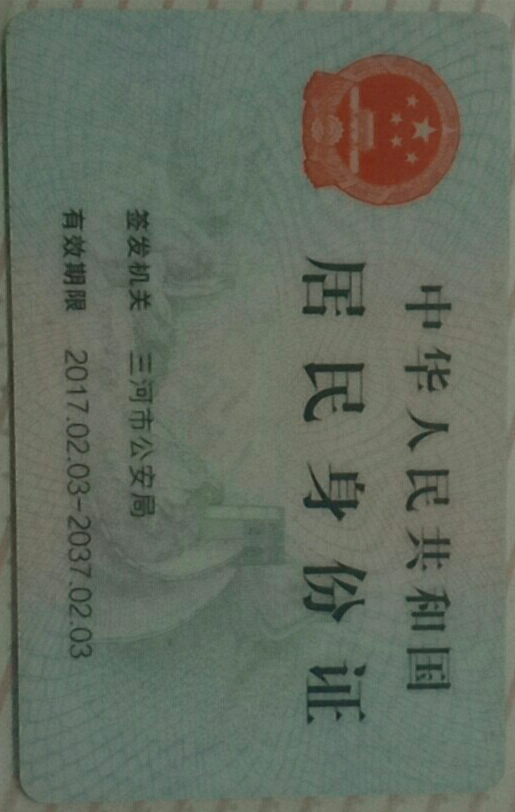 中华人民共和国
居民身份证
签发机关 三河市公安局
有效期限 2017.02.03-2037.02.03